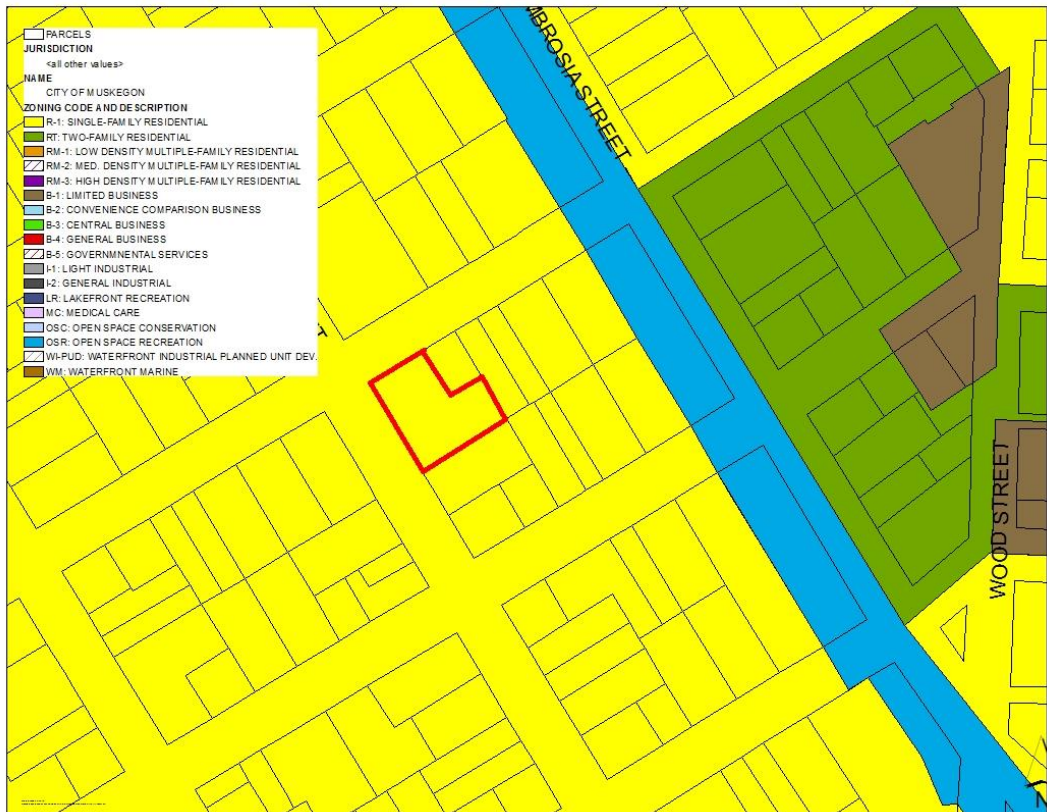 PARCELS
JURISDICTION
<all other values>
NAME
CITY OF MUSKEGON
ZONING CODE AND DESCRIPTION
R-1: SINGLE-FAMILY RESIDENTIAL
RT: TWO-FAMILY RESIDENTIAL
RM-1: LOW DENSITY MULTIPLE-FAMILY RESIDENTIAL
RM-2: MED. DENSITY MULTIPLE-FAMILY RESIDENTIAL
RM-3: HIGH DENSITY MULTIPLE-FAMILY RESIDENTIAL
B-1: LIMITED BUSINESS
B-2: CONVENIENCE COMPARISON BUSINESS
B-3: CENTRAL BUSINESS
B-4: GENERAL BUSINESS
B-5: GOVERNMNENTAL SERVICES
I-1: LIGHT INDUSTRIAL
I-2: GENERAL INDUSTRIAL
LR: LAKEFRONT RECREATION
MC: MEDICAL CARE
OSC: OPEN SPACE CONSERVATION
OSR: OPEN SPACE RECREATION
WI-PUD: WATERFRONT INDUSTRIAL PLANNED UNIT DEV.
WM: WATERFRONT MARINE
MBROSIA STREET
WOOD STREET